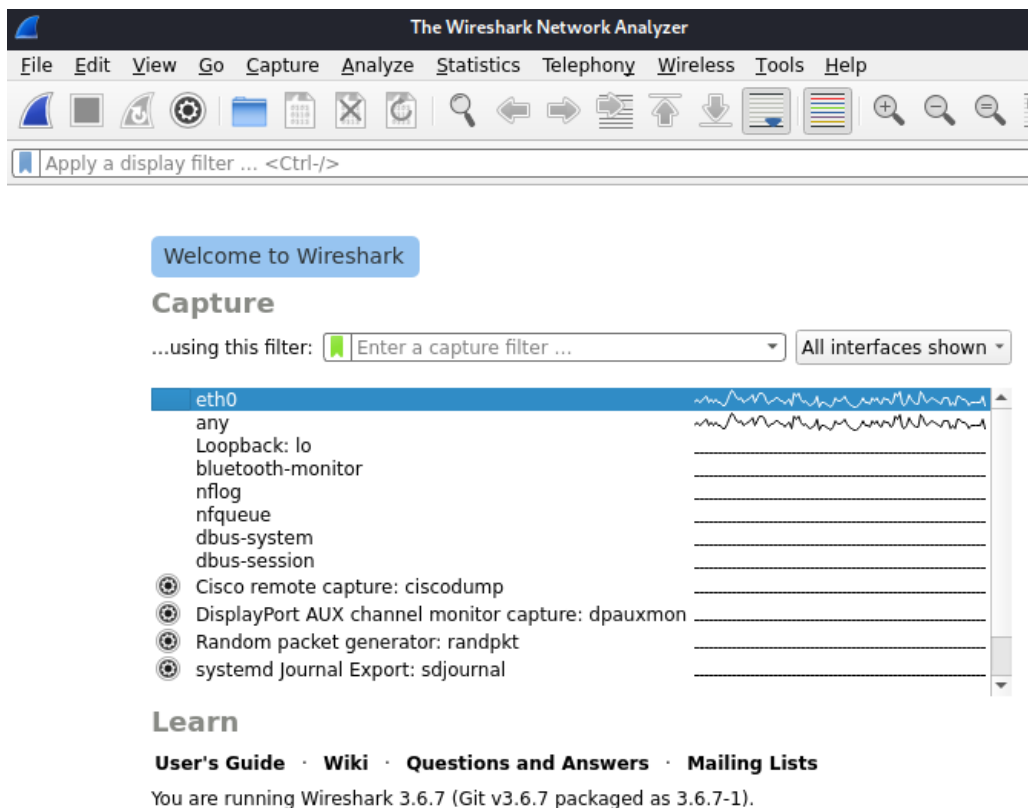 The Wireshark Network Analyzer
File Edit View Go Capture Analyze Statistics Telephony Wireless Tools Help
Apply a display filter ... <Ctrl-/>
Welcome to Wireshark
Capture
...using this filter: Enter a capture filter ... All interfaces shown
eth0
any
Loopback: lo
bluetooth-monitor
nflog
nfqueue
dbus-system
dbus-session
Cisco remote capture: ciscodump
DisplayPort AUX channel monitor capture: dpauxmon
Random packet generator: randpkt
systemd Journal Export: sdjournal
Learn
User's Guide · Wiki · Questions and Answers · Mailing Lists
You are running Wireshark 3.6.7 (Git v3.6.7 packaged as 3.6.7-1).